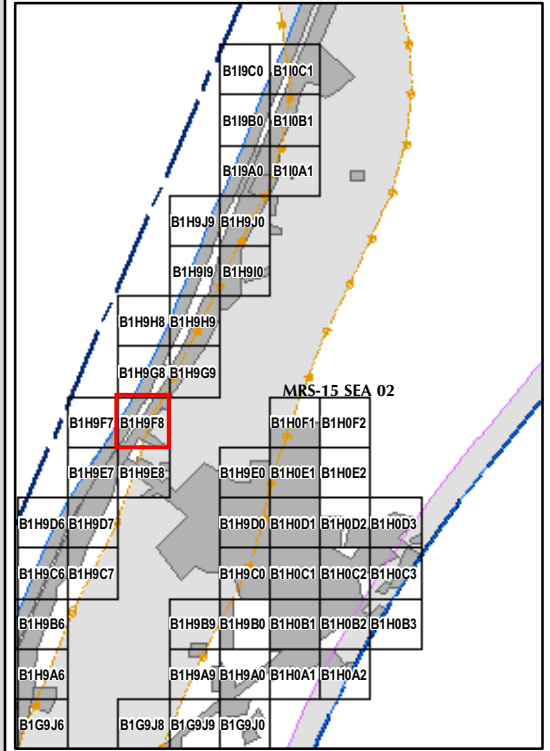 B1I9C0 B1I0C1
B1I9B0 B1I0B1
B1I9A0 B1I0A1
B1H9J9 B1H9J0
B1H9I9 B1H9I0
B1H9H8 B1H9H9
B1H9G8 B1H9G9
MRS-15 SEA 02
B1H9F7 B1H9F8 B1H0F1 B1H0F2
B1H9E7 B1H9E8 B1H9E0 B1H0E1 B1H0E2
B1H9D6 B1H9D7 B1H9D0 B1H0D1 B1H0D2 B1H0D3
B1H9C6 B1H9C7 B1H9C0 B1H0C1 B1H0C2 B1H0C3
B1H9B6 B1H9B9 B1H9B0 B1H0B1 B1H0B2 B1H0B3
B1H9A6 B1H9A9 B1H9A0 B1H0A1 B1H0A2
B1G9J6 B1G9J8 B1G9J9 B1G9J0